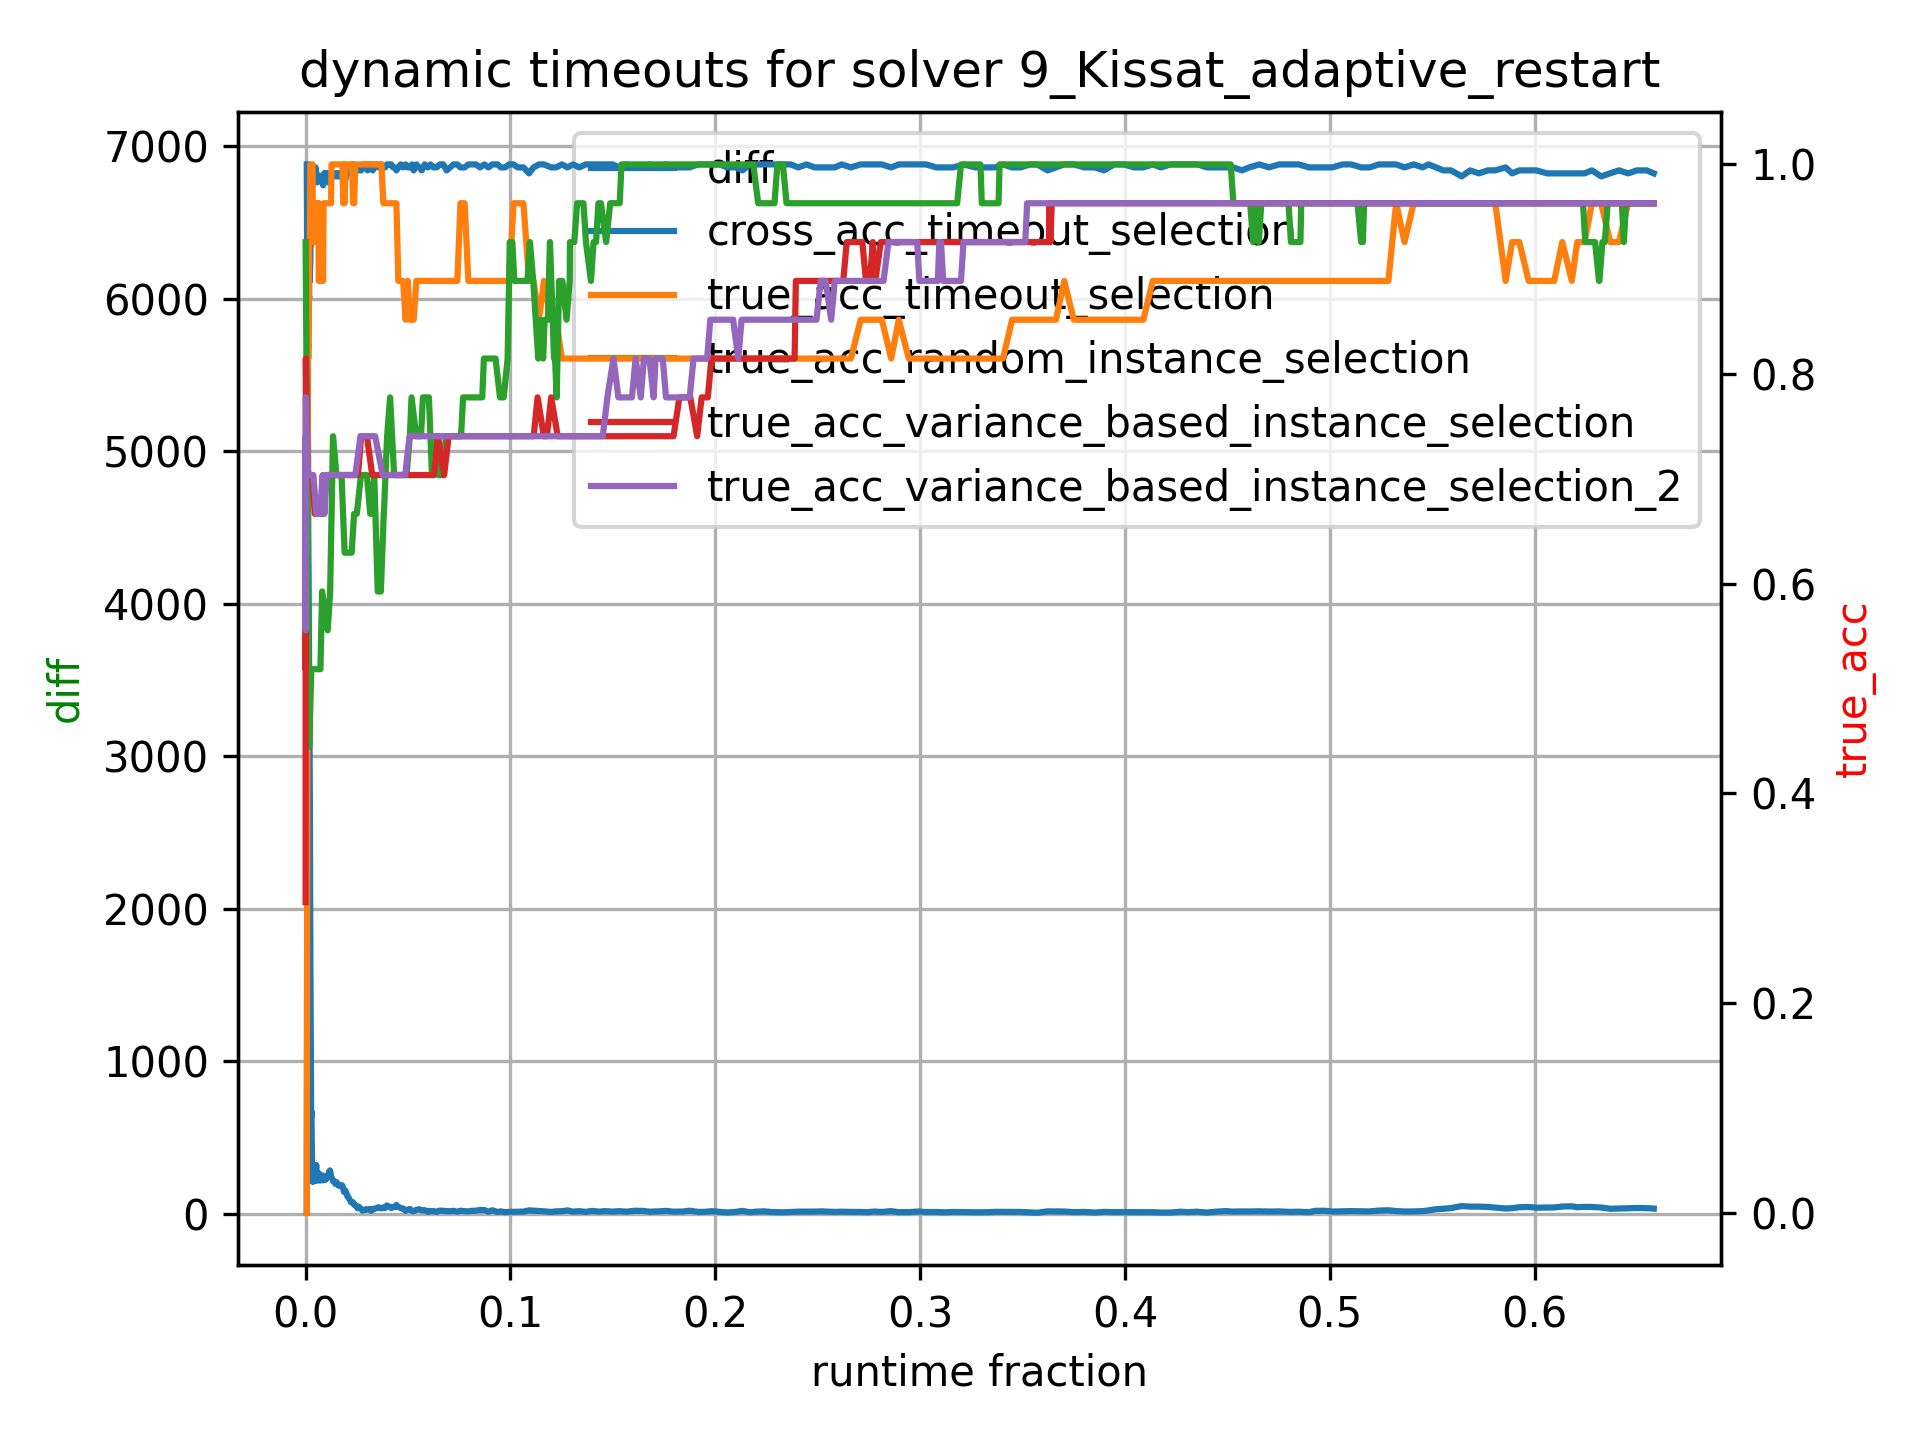 dynamic timeouts for solver 9_Kissat_adaptive_restart
diff
cross_acc_timeout_selection
true_acc_timeout_selection
true_acc_random_instance_selection
true_acc_variance_based_instance_selection
true_acc_variance_based_instance_selection_2
7000
6000
5000
4000
3000
2000
1000
0
diff
1.0
0.8
0.6
0.4
0.2
0.0
true_acc
0.0 0.1 0.2 0.3 0.4 0.5 0.6
runtime fraction